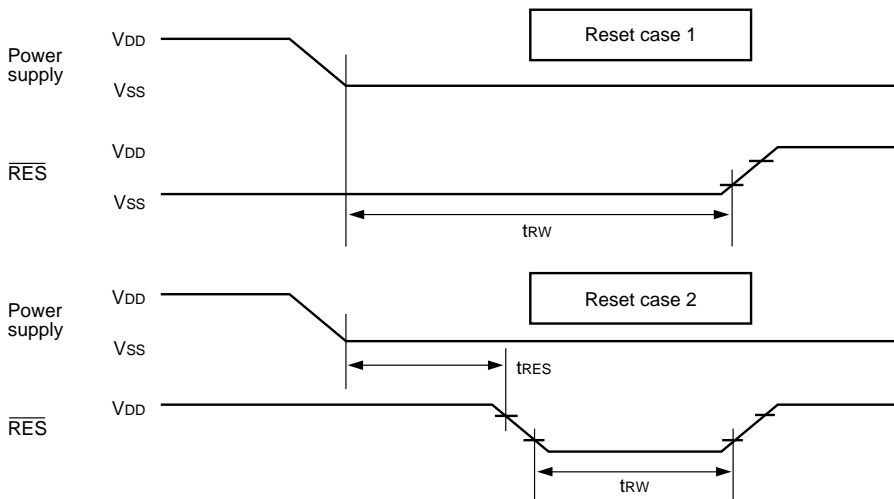 Reset case 1
Power
supply
VDD
VSS
RES
VDD
VSS
tRW
Reset case 2
Power
supply
VDD
VSS
tRES
RES
VDD
tRW